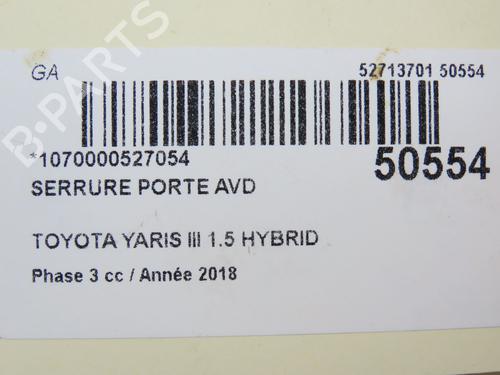 B-PARTS
GA 52713701 50554
*1070000527054 50554
SERRURE PORTE AVD
TOYOTA YARIS III 1.5 HYBRID
Phase 3 cc / Année 2018